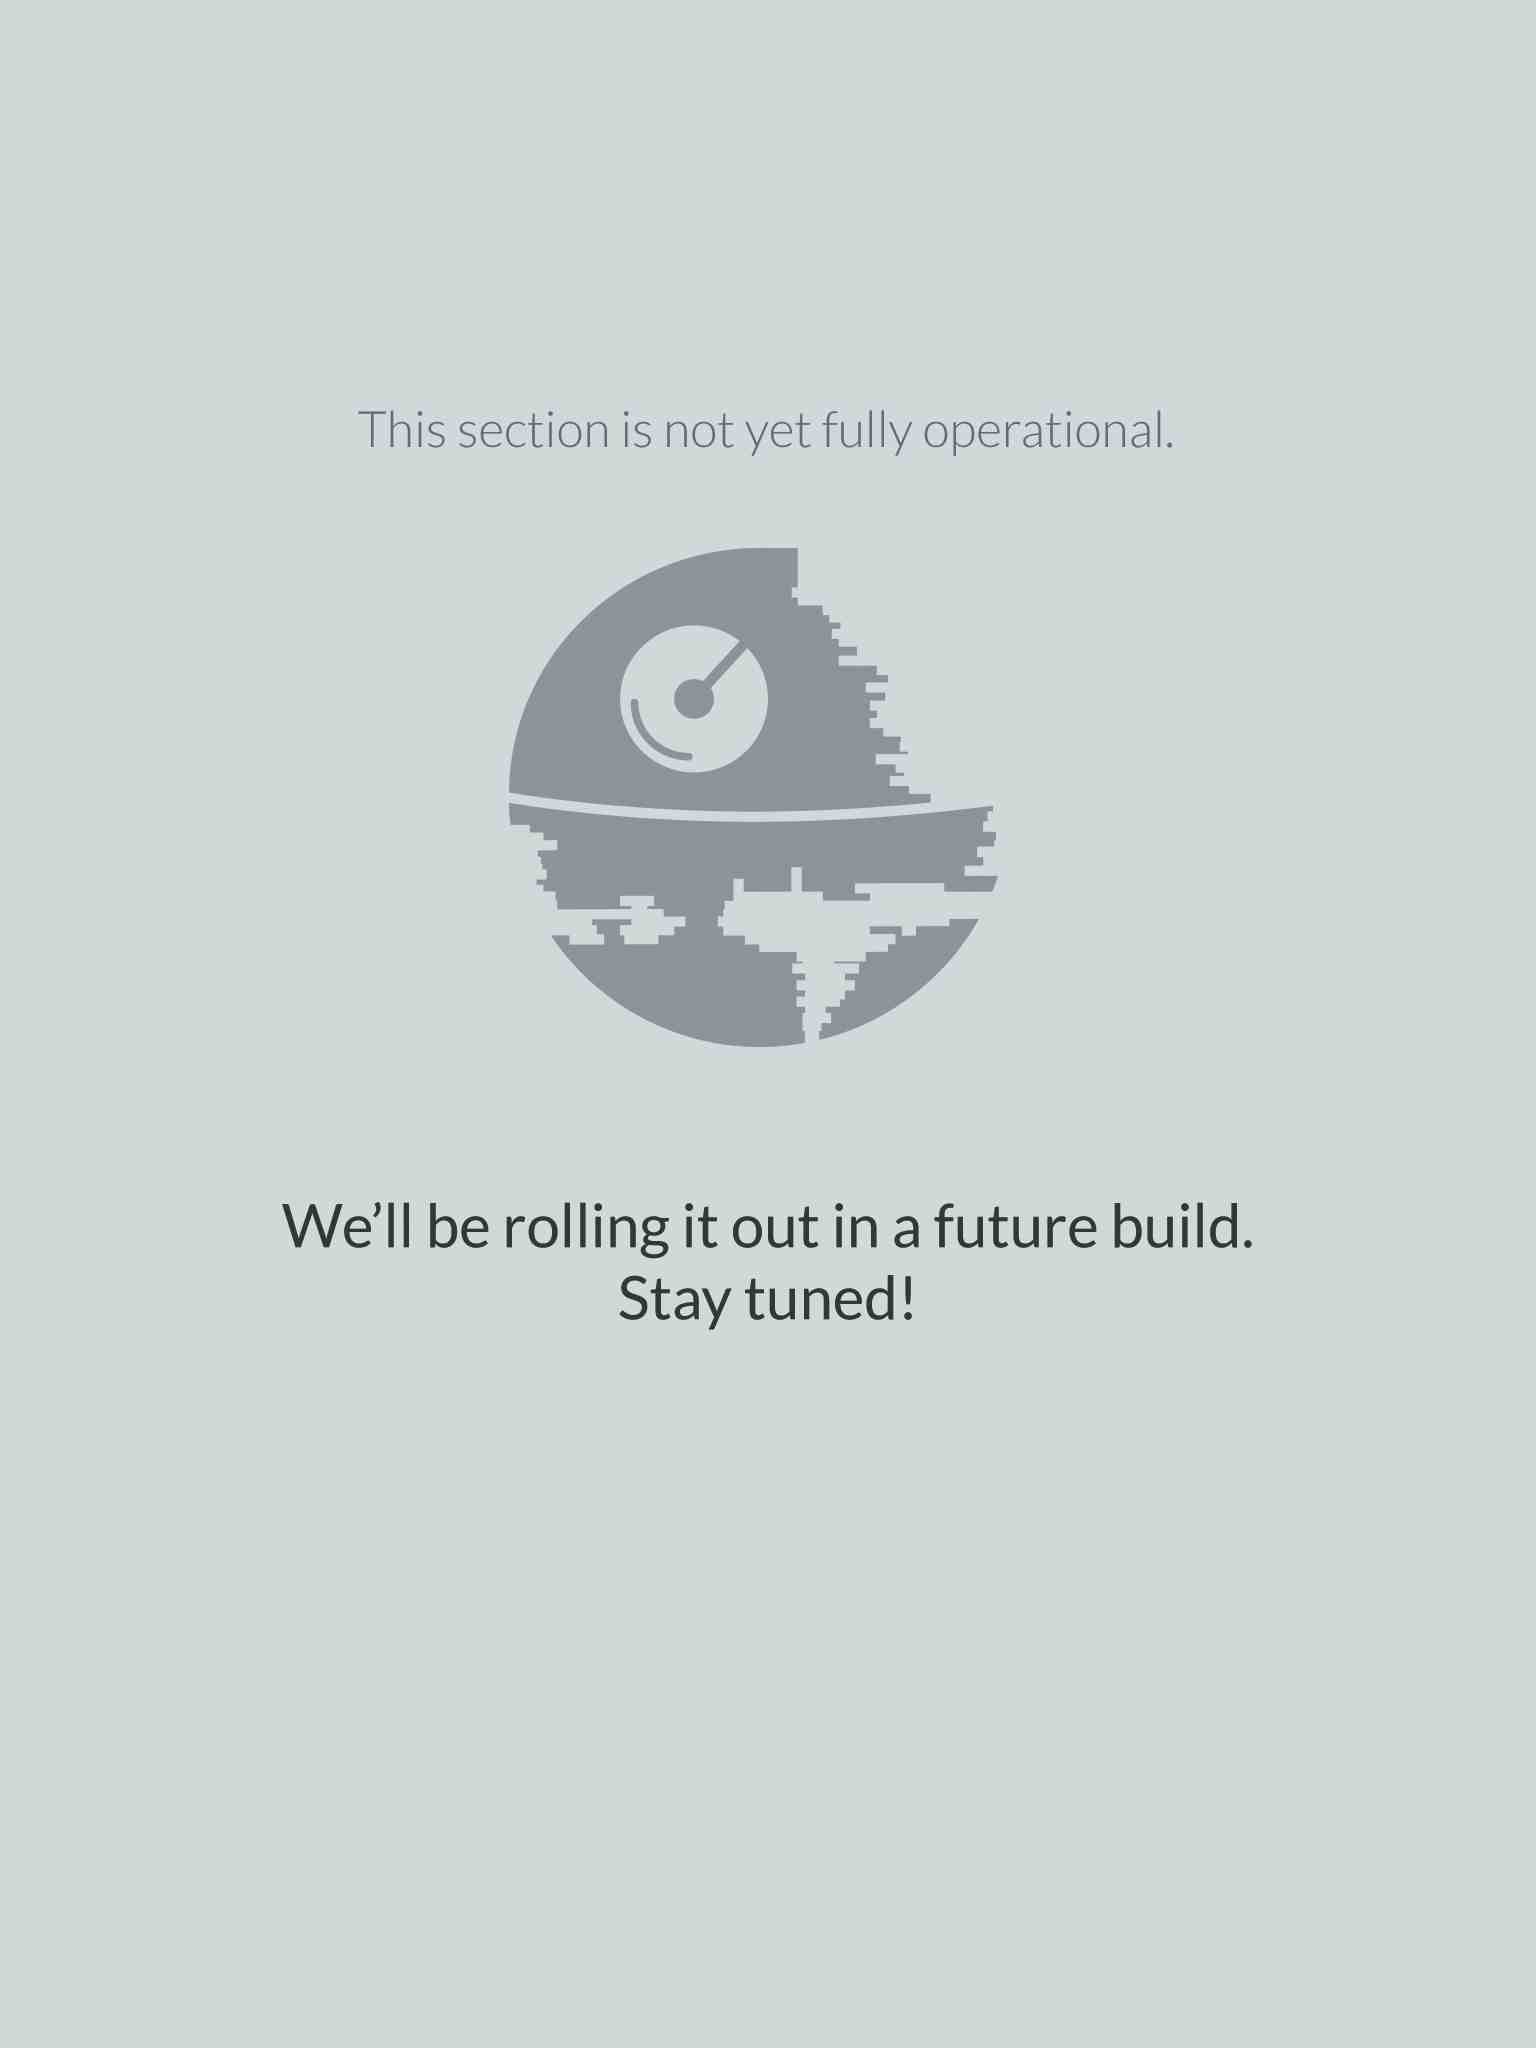 This section is not yet fully operational.
We’ll be rolling it out in a future build.
Stay tuned!